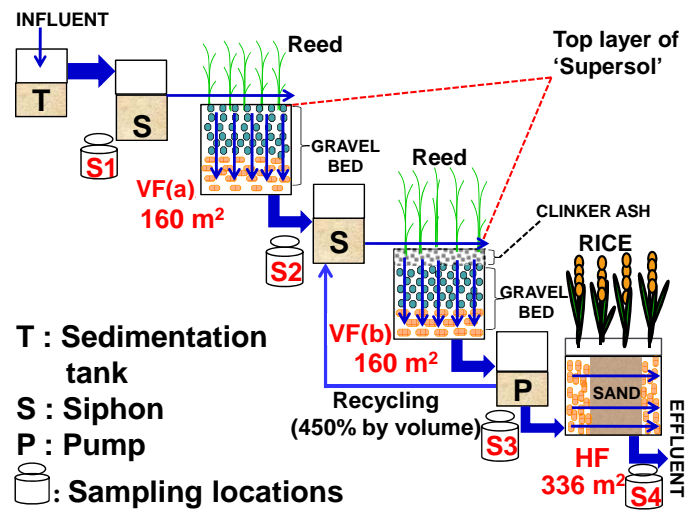 INFLUENT
T
S
S1
Reed
Top layer of
‘Supersol’
GRAVEL
BED
VF(a)
160 m²
S
S2
Reed
CLINKER ASH
RICE
GRAVEL
BED
VF(b)
160 m²
P
S3
Recycling
(450% by volume)
SAND
HF
336 m²
S4
EFFLUENT
T : Sedimentation
tank
S : Siphon
P : Pump
: Sampling locations